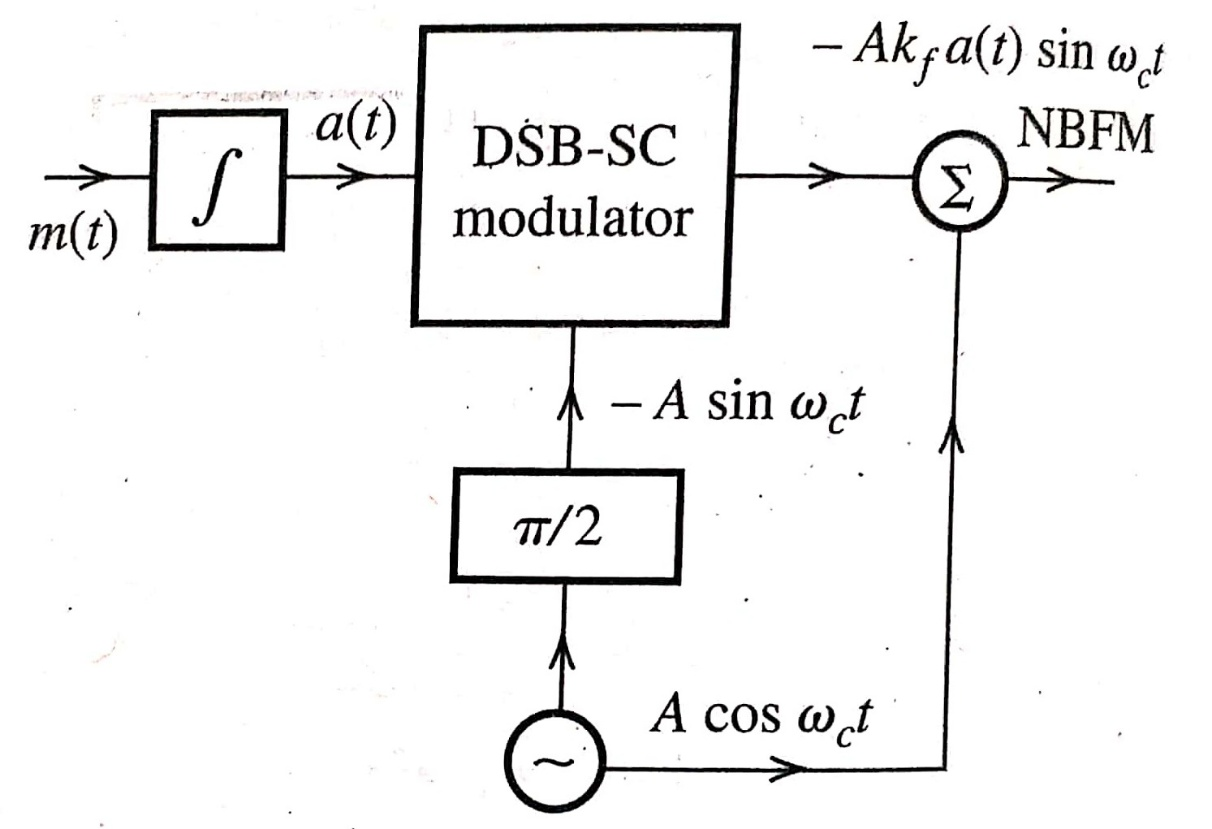 − Ak_f a(t) sin ω_c t
a(t)
NBFM
DSB-SC
modulator
∫
Σ
m(t)
− A sin ω_c t
π/2
A cos ω_c t
~